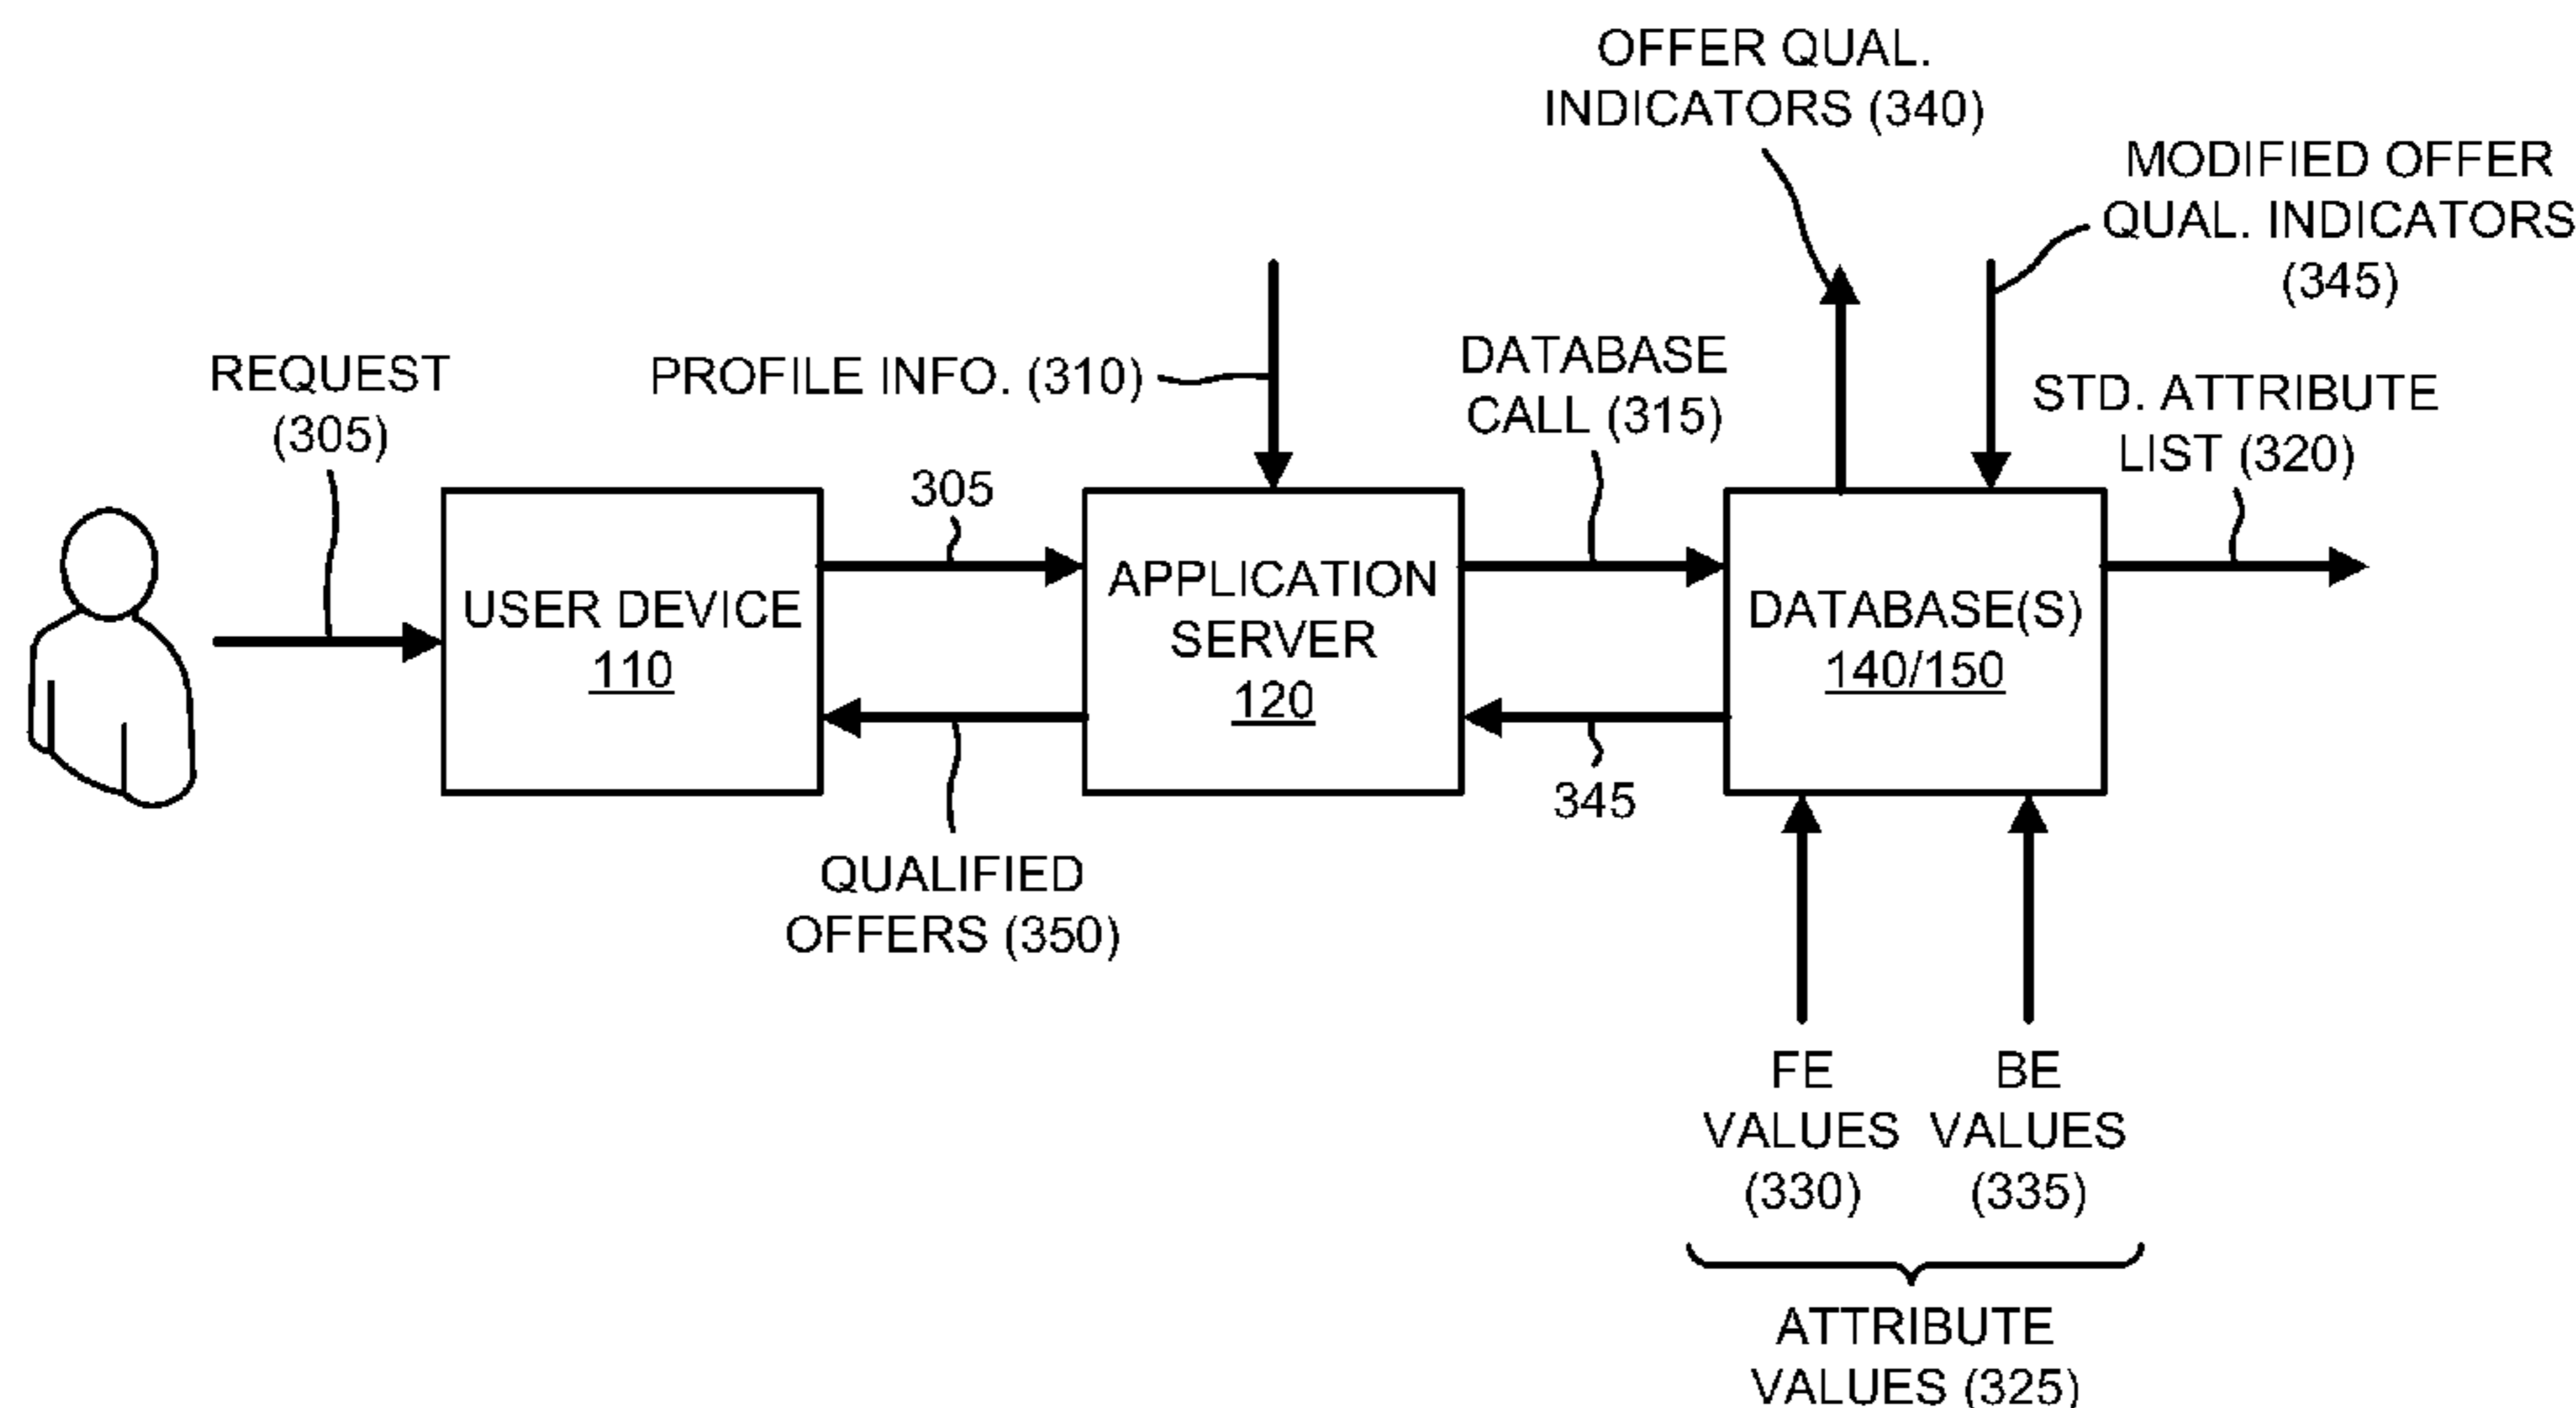 OFFER QUAL.
INDICATORS (340)
MODIFIED OFFER
QUAL. INDICATORS
(345)
REQUEST
(305)
PROFILE INFO. (310)
DATABASE
CALL (315)
STD. ATTRIBUTE
LIST (320)
305
USER DEVICE
110
APPLICATION
SERVER
120
DATABASE(S)
140/150
345
QUALIFIED
OFFERS (350)
FE
VALUES
(330)
BE
VALUES
(335)
ATTRIBUTE
VALUES (325)